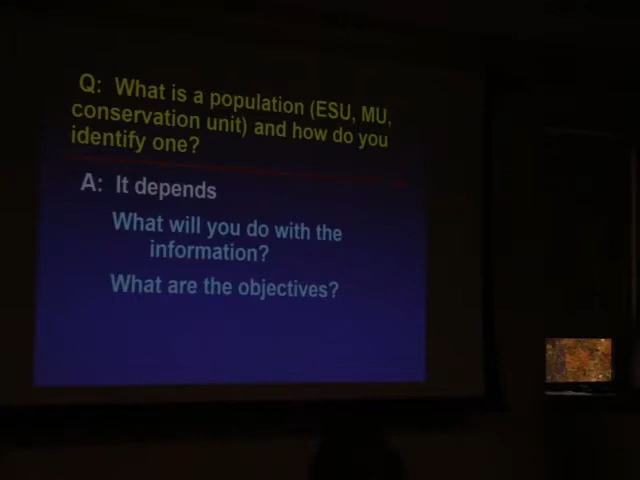 Q: What is a population (ESU, MU,
conservation unit) and how do you
identify one?
A: It depends
What will you do with the
information?
What are the objectives?